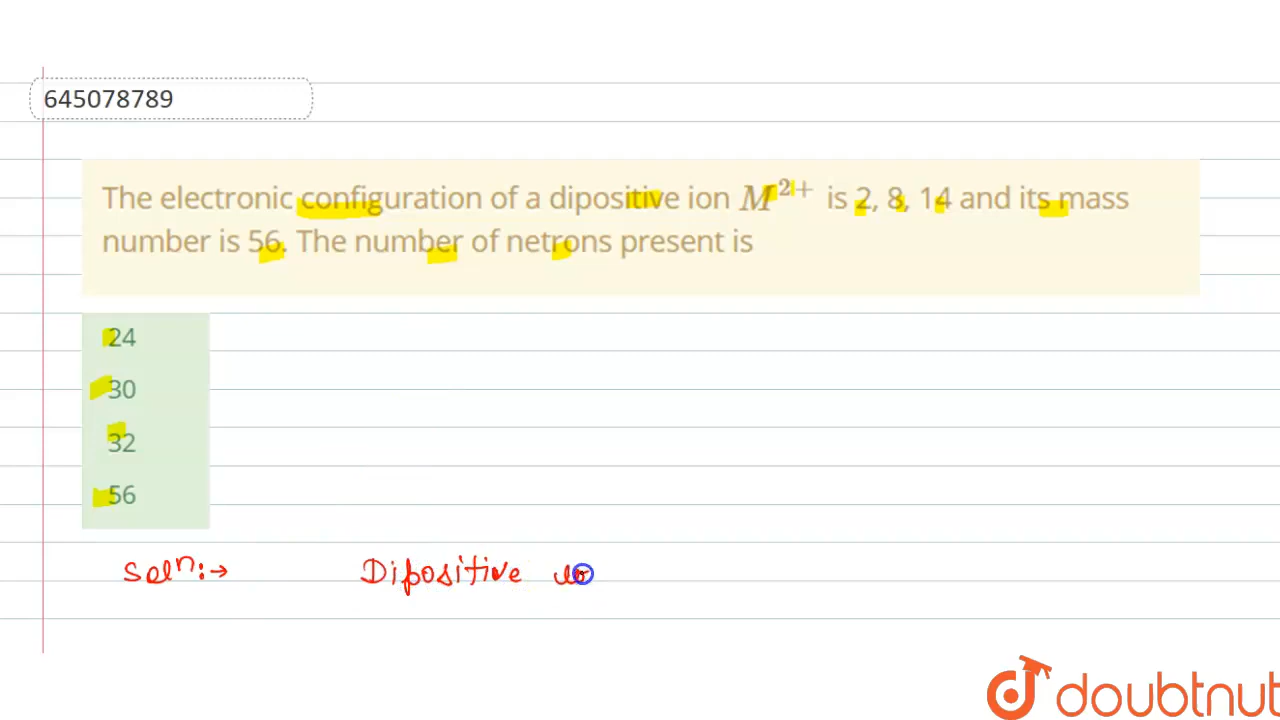 645078789
The electronic configuration of a dipositive ion M²⁺ is 2, 8, 14 and its mass
number is 56. The number of netrons present is
24
30
32
56
Solⁿ:→ Dipositive io
doubtnut